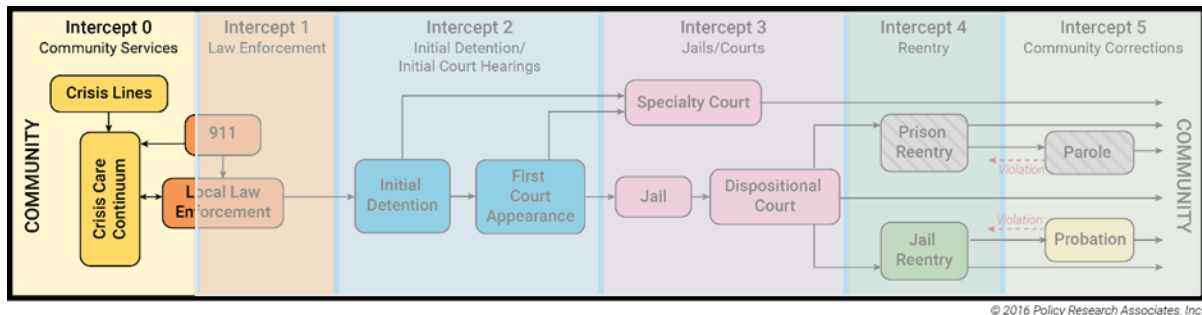 Intercept 0
Community Services
Intercept 1
Law Enforcement
Intercept 2
Initial Detention/
Initial Court Hearings
Intercept 3
Jails/Courts
Intercept 4
Reentry
Intercept 5
Community Corrections
COMMUNITY
Crisis Lines
Crisis Care
Continuum
911
Local Law
Enforcement
Initial
Detention
First
Court
Appearance
Specialty Court
Jail
Dispositional
Court
Prison
Reentry
Violation
Parole
Jail
Reentry
Violation
Probation
COMMUNITY
© 2016 Policy Research Associates, Inc